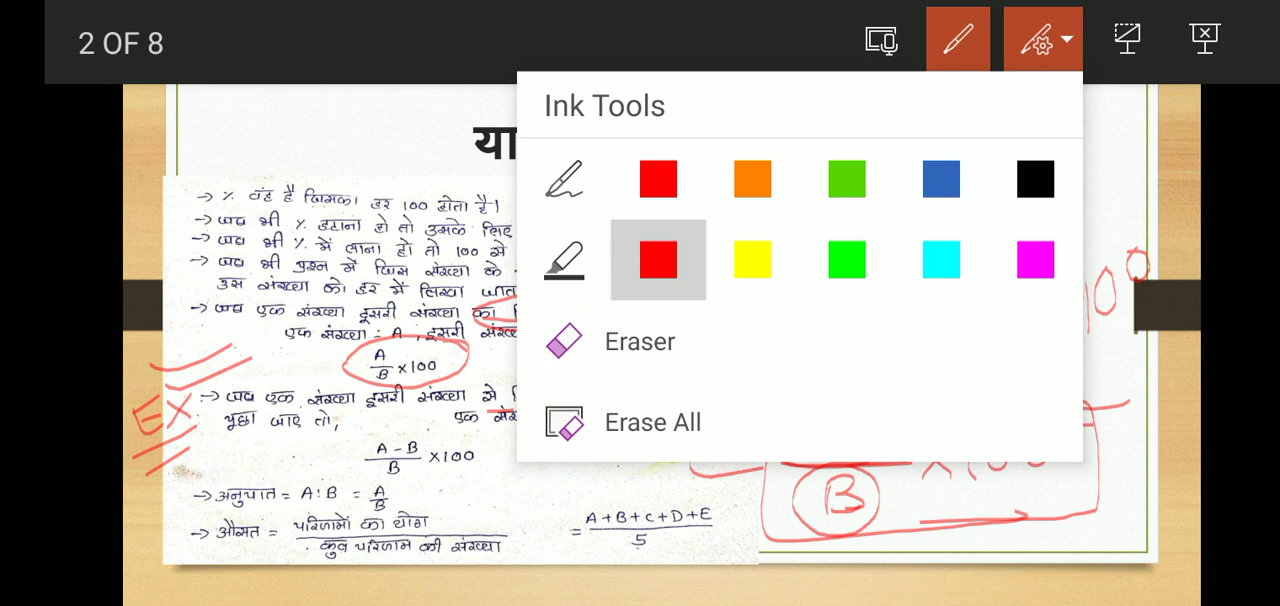 2 OF 8
Ink Tools
Eraser
Erase All
या
→ % वह है जिसका हर 100 होता है।
→ जब भी % हटाना हो तो उसके लिए
→ जब भी % में लाना हो तो 100 से
→ जब भी प्रश्न में जिस संख्या के
उस संख्या को हर में लिखा जात
→ जब एक संख्या दूसरी संख्या का
एक संख्या = A, दूसरी संख्
A/B × 100
→ जब एक संख्या दूसरी संख्या से
पूछा जाए तो, एक संख
EX
A - B/B × 100
→ अनुपात = A : B = A/B
→ औसत = परिणामों का योग/कुल परिणाम की संख्या = A + B + C + D + E/5
B